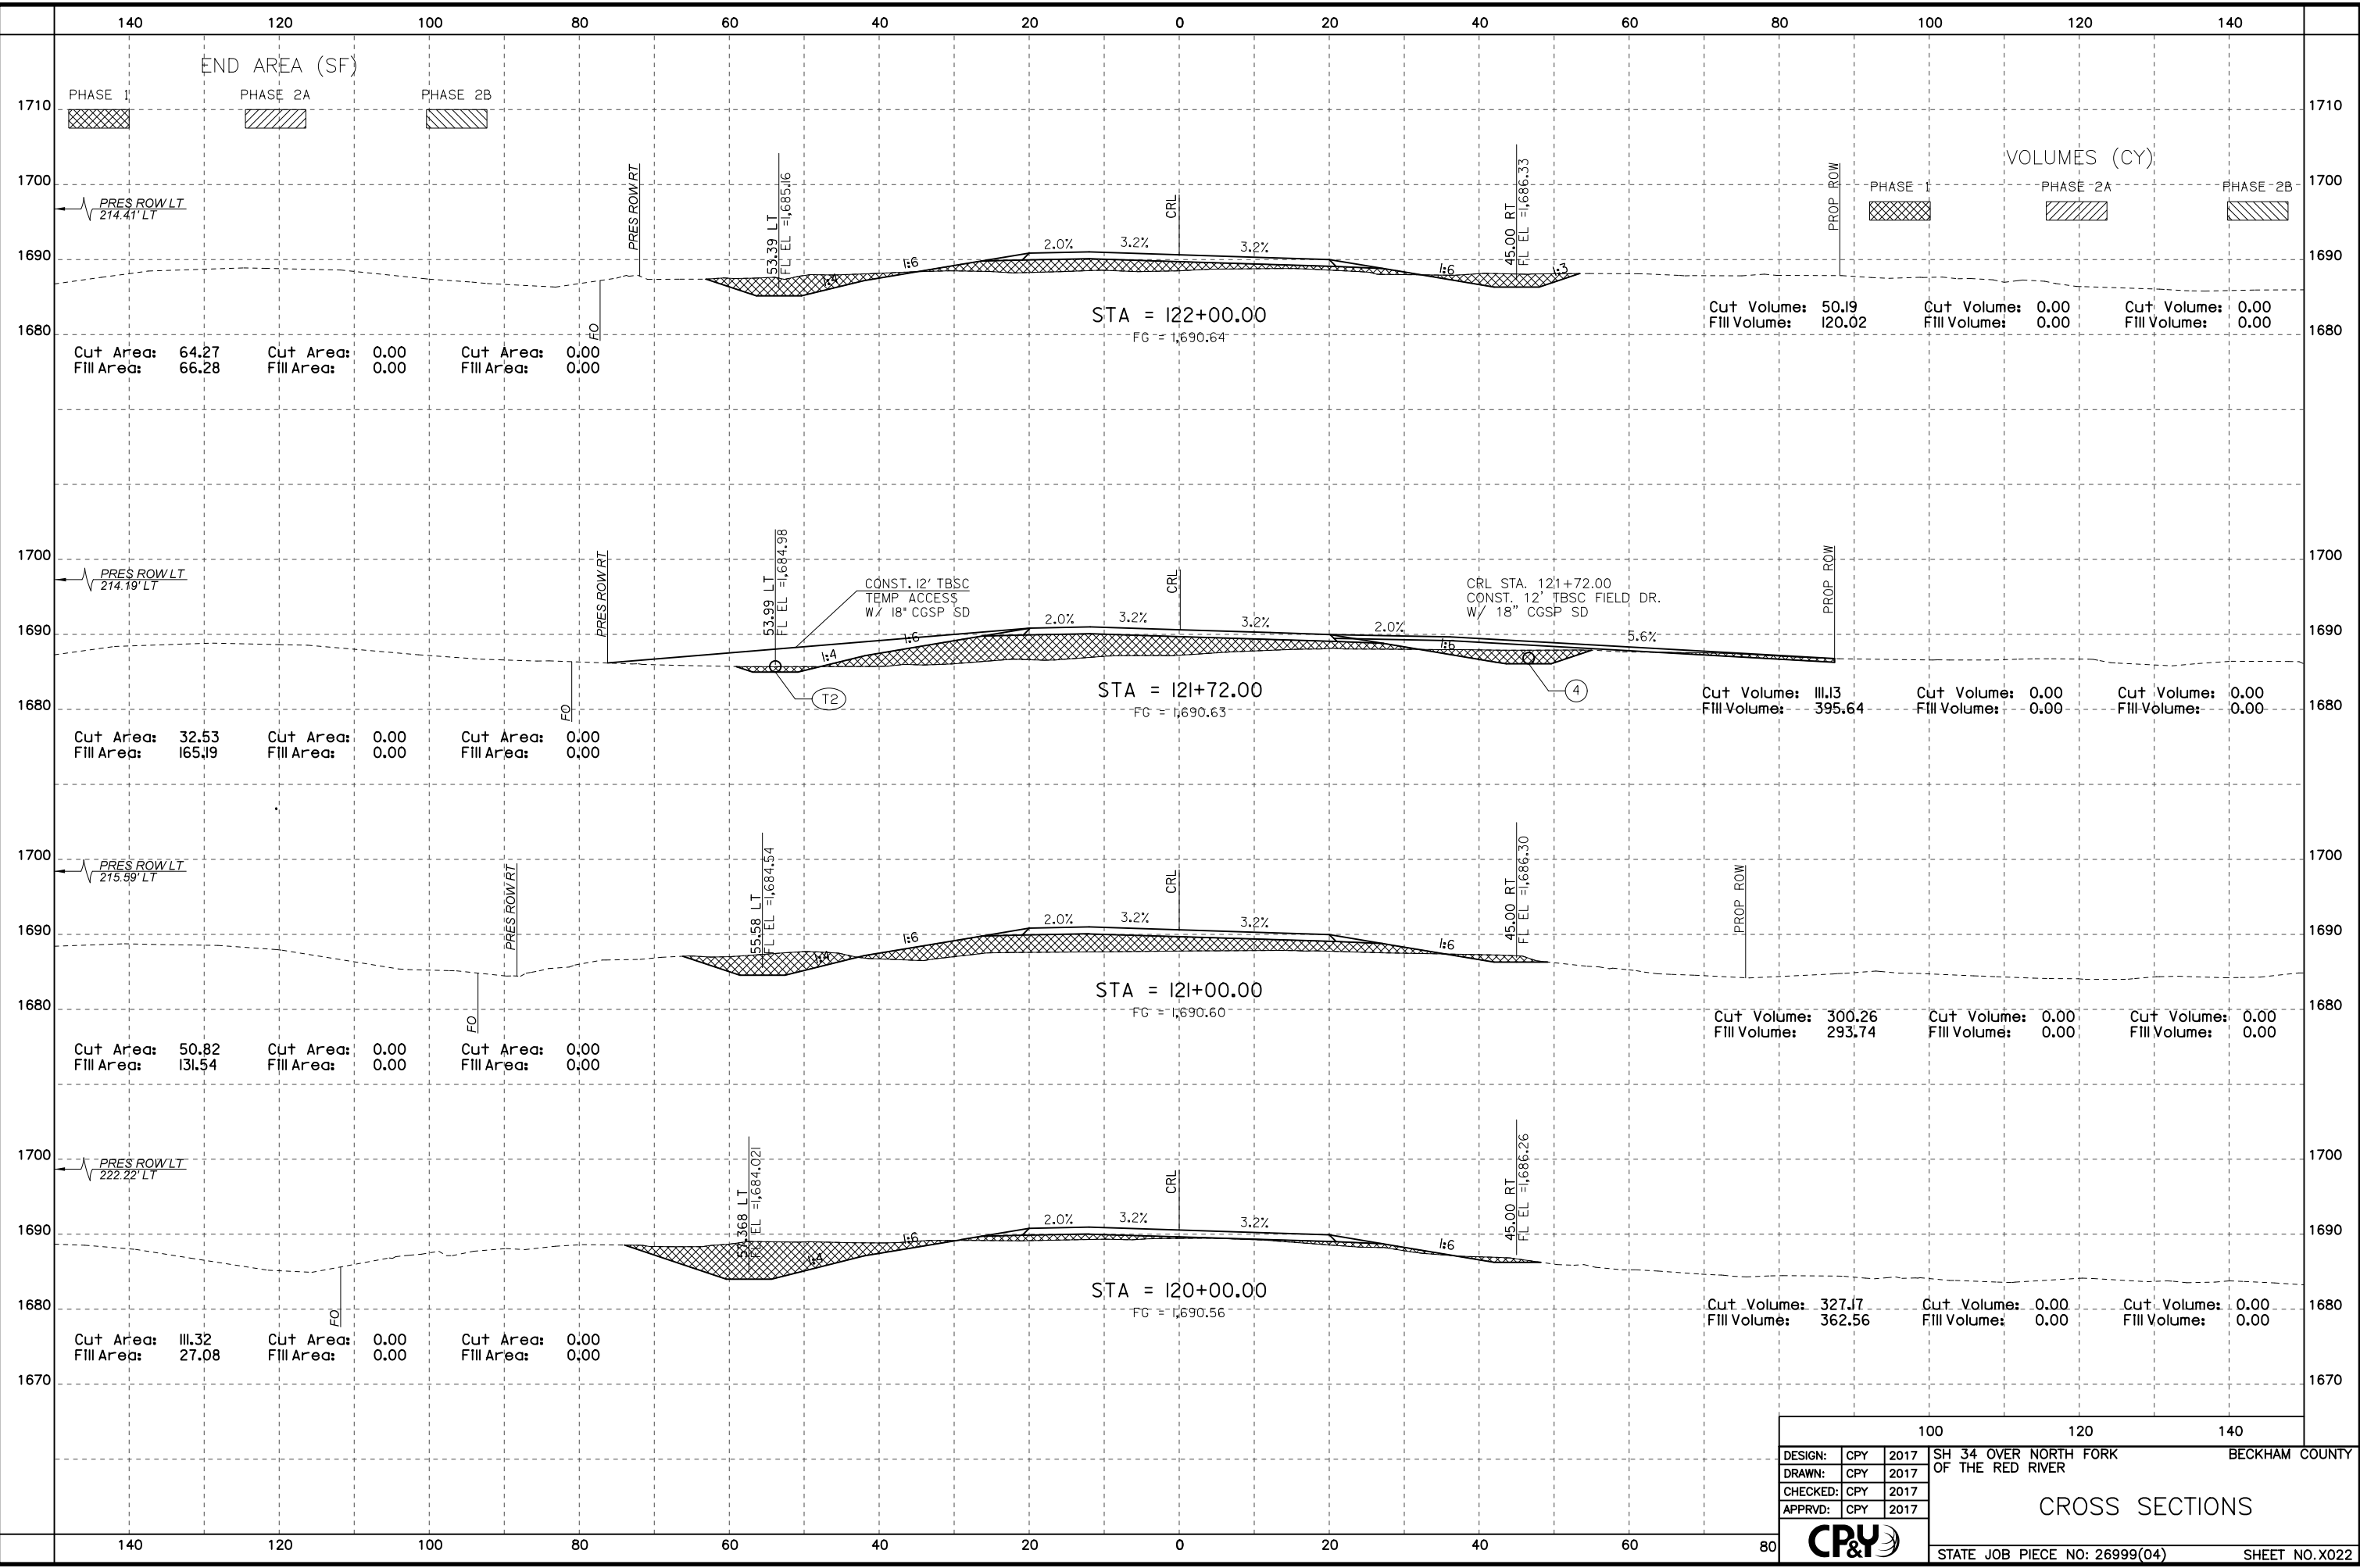 140 120 100 80 60 40 20 0 20 40 60 80 100 120 140
END AREA (SF)
PHASE 1 PHASE 2A PHASE 2B
VOLUMES (CY)
PHASE 1 PHASE 2A PHASE 2B
1710 1710
1700 1700
1690 1690
1680 1680
PRES ROW LT
214.41' LT
PRES ROW RT
FO
53.39 LT
FL EL =1,685.16
CRL
45.00 RT
FL EL =1,686.33
PROP ROW
1:4 1:6 2.0% 3.2% 3.2% 1:6 1:3
STA = 122+00.00
FG = 1,690.64
Cut Area: 64.27 Cut Area: 0.00 Cut Area: 0.00
Fill Area: 66.28 Fill Area: 0.00 Fill Area: 0.00
Cut Volume: 50.19 Cut Volume: 0.00 Cut Volume: 0.00
Fill Volume: 120.02 Fill Volume: 0.00 Fill Volume: 0.00
1700 1700
1690 1690
1680 1680
PRES ROW LT
214.19' LT
PRES ROW RT
FO
53.99 LT
FL EL =1,684.98
CONST. 12' TBSC
TEMP ACCESS
W/ 18" CGSP SD
CRL
CRL STA. 121+72.00
CONST. 12' TBSC FIELD DR.
W/ 18" CGSP SD
PROP ROW
1:4 1:6 2.0% 3.2% 3.2% 2.0% 1:6 5.6%
T2
4
STA = 121+72.00
FG = 1,690.63
Cut Area: 32.53 Cut Area: 0.00 Cut Area: 0.00
Fill Area: 165.19 Fill Area: 0.00 Fill Area: 0.00
Cut Volume: 111.13 Cut Volume: 0.00 Cut Volume: 0.00
Fill Volume: 395.64 Fill Volume: 0.00 Fill Volume: 0.00
1700 1700
1690 1690
1680 1680
PRES ROW LT
215.59' LT
PRES ROW RT
FO
55.58 LT
FL EL =1,684.54
CRL
45.00 RT
FL EL =1,686.30
PROP ROW
1:4 1:6 2.0% 3.2% 3.2% 1:6
STA = 121+00.00
FG = 1,690.60
Cut Area: 50.82 Cut Area: 0.00 Cut Area: 0.00
Fill Area: 131.54 Fill Area: 0.00 Fill Area: 0.00
Cut Volume: 300.26 Cut Volume: 0.00 Cut Volume: 0.00
Fill Volume: 293.74 Fill Volume: 0.00 Fill Volume: 0.00
1700 1700
1690 1690
1680 1680
1670 1670
PRES ROW LT
222.22' LT
FO
LT
EL =1,684.021
CRL
45.00 RT
FL EL =1,686.26
1:4 1:6 2.0% 3.2% 3.2% 1:6
STA = 120+00.00
FG = 1,690.56
Cut Area: 111.32 Cut Area: 0.00 Cut Area: 0.00
Fill Area: 27.08 Fill Area: 0.00 Fill Area: 0.00
Cut Volume: 327.17 Cut Volume: 0.00 Cut Volume: 0.00
Fill Volume: 362.56 Fill Volume: 0.00 Fill Volume: 0.00
100 120 140
DESIGN: CPY 2017
DRAWN: CPY 2017
CHECKED: CPY 2017
APPRVD: CPY 2017
SH 34 OVER NORTH FORK
OF THE RED RIVER
BECKHAM COUNTY
CROSS SECTIONS
CP&Y
STATE JOB PIECE NO: 26999(04) SHEET NO.X022
140 120 100 80 60 40 20 0 20 40 60 80